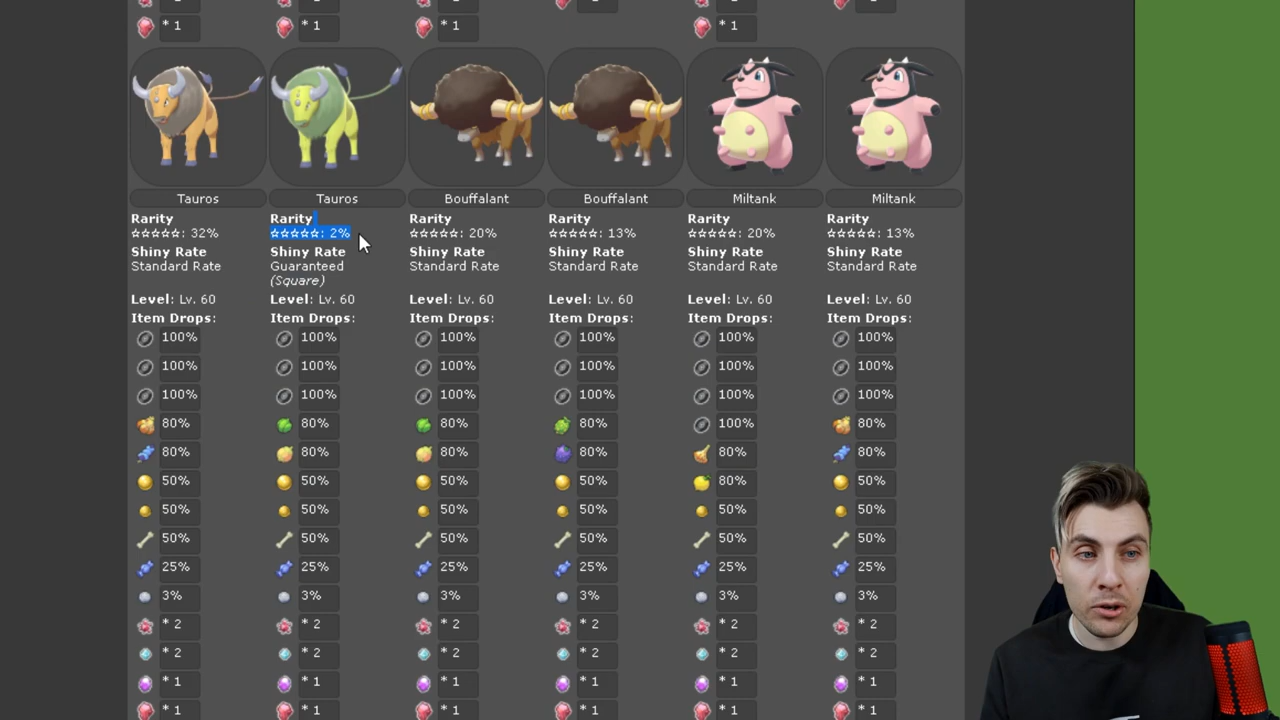 * 1 * 1 * 1 * 1
Tauros Tauros Bouffalant Bouffalant Miltank Miltank
Rarity Rarity Rarity Rarity Rarity Rarity
☆☆☆☆☆: 32% ☆☆☆☆☆: 2% ☆☆☆☆☆: 20% ☆☆☆☆☆: 13% ☆☆☆☆☆: 20% ☆☆☆☆☆: 13%
Shiny Rate Shiny Rate Shiny Rate Shiny Rate Shiny Rate Shiny Rate
Standard Rate Guaranteed Standard Rate Standard Rate Standard Rate Standard Rate
(Square)
Level: Lv. 60 Level: Lv. 60 Level: Lv. 60 Level: Lv. 60 Level: Lv. 60 Level: Lv. 60
Item Drops: Item Drops: Item Drops: Item Drops: Item Drops: Item Drops:
100% 100% 100% 100% 100% 100%
100% 100% 100% 100% 100% 100%
100% 100% 100% 100% 100% 100%
80% 80% 80% 80% 100% 80%
80% 80% 80% 80% 80% 80%
50% 50% 50% 50% 80% 50%
50% 50% 50% 50% 50% 50%
50% 50% 50% 50% 50% 50%
25% 25% 25% 25% 25% 25%
3% 3% 3% 3% 3% 3%
* 2 * 2 * 2 * 2 * 2 * 2
* 2 * 2 * 2 * 2 * 2 * 2
* 1 * 1 * 1 * 1 * 1 * 1
* 1 * 1 * 1 * 1 * 1 * 1